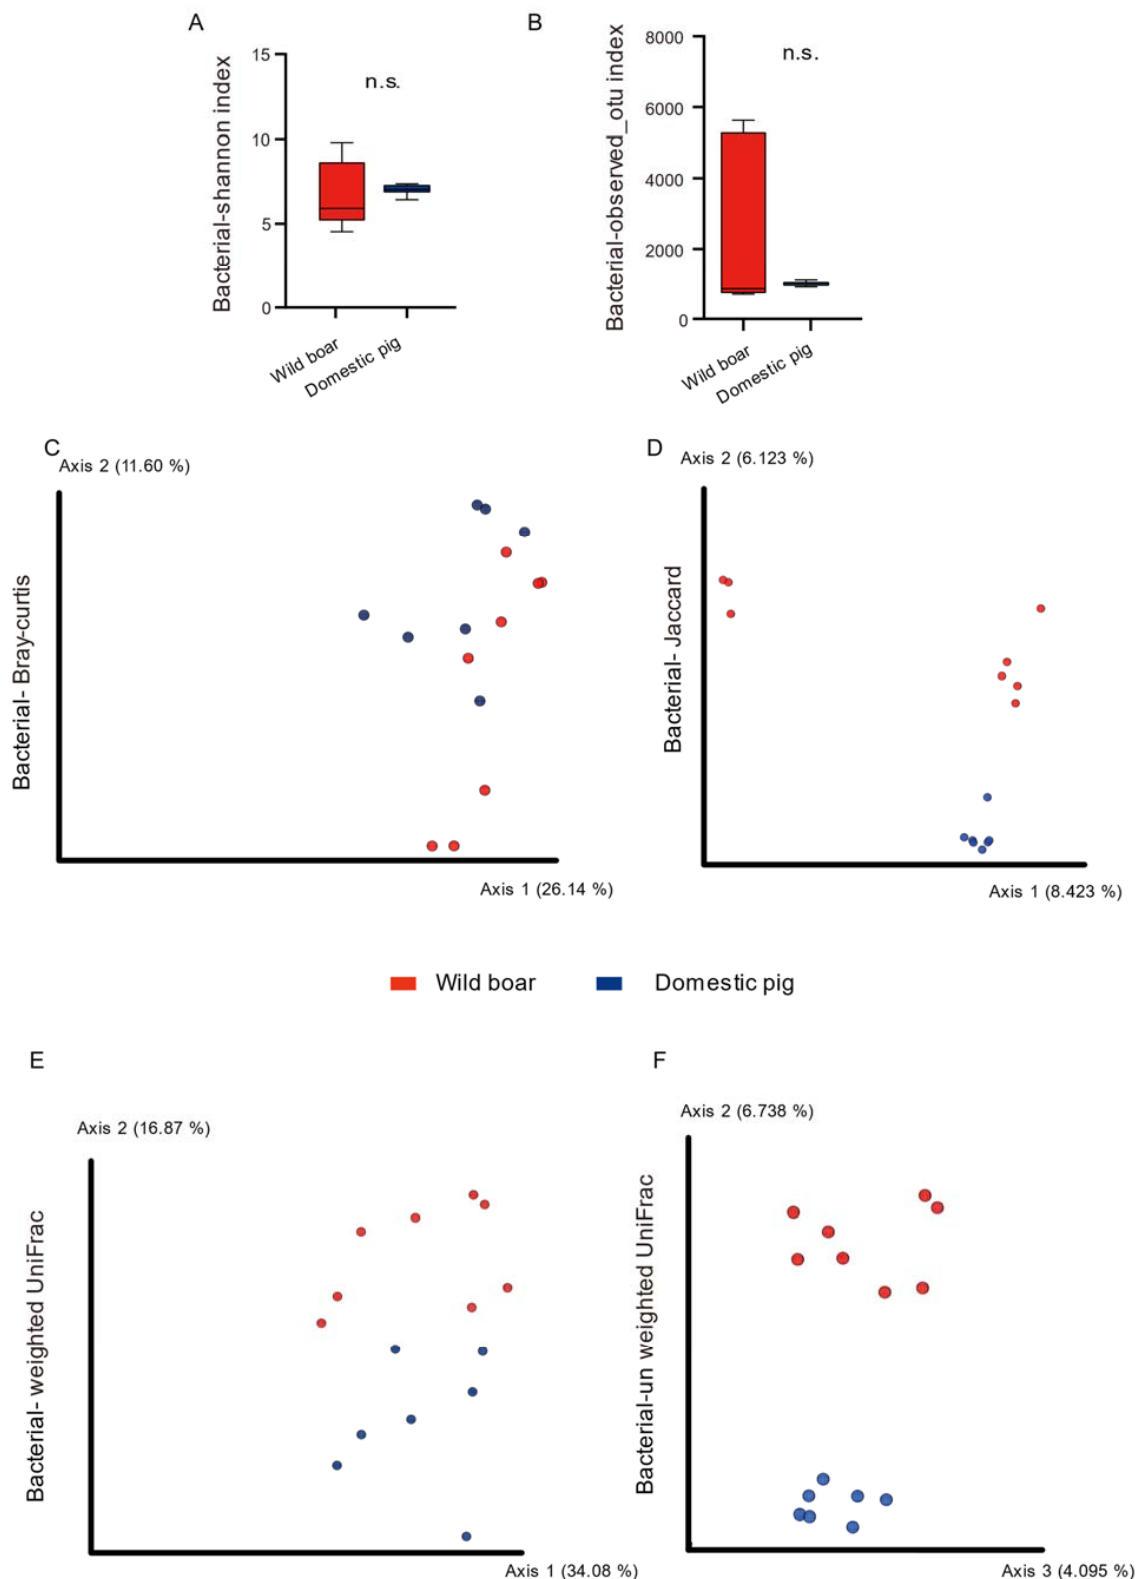 A
Bacterial-shannon index
15
10
5
0
n.s.
Wild boar
Domestic pig
B
Bacterial-observed_otu index
8000
6000
4000
2000
0
n.s.
Wild boar
Domestic pig
C
Axis 2 (11.60 %)
Bacterial- Bray-curtis
Axis 1 (26.14 %)
D
Axis 2 (6.123 %)
Bacterial- Jaccard
Axis 1 (8.423 %)
Wild boar
Domestic pig
E
Axis 2 (16.87 %)
Bacterial- weighted UniFrac
Axis 1 (34.08 %)
F
Axis 2 (6.738 %)
Bacterial-un weighted UniFrac
Axis 3 (4.095 %)